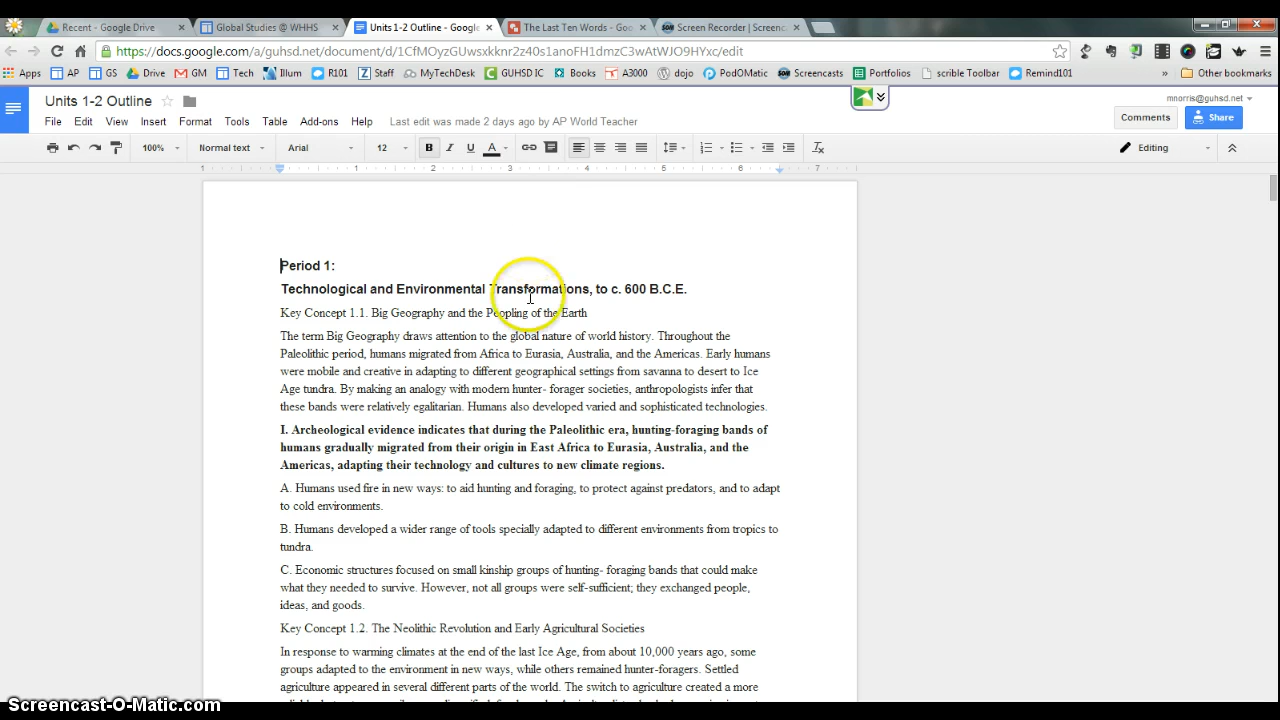 Recent - Google Drive
Global Studies @ WHHS
Units 1-2 Outline - Google
The Last Ten Words - Goo
Screen Recorder | Screenc
https://docs.google.com/a/guhsd.net/document/d/1CfMOyzGUwsxkknr2z40s1anoFH1dmzC3wAtWJO9HYxc/edit
Apps AP GS Drive GM Tech Illum R101 Staff MyTechDesk GUHSD IC Books A3000 dojo PodOMatic Screencasts Portfolios scrible Toolbar Remind101 » Other bookmarks
Units 1-2 Outline
mnorris@guhsd.net
Comments
Share
File Edit View Insert Format Tools Table Add-ons Help Last edit was made 2 days ago by AP World Teacher
100% Normal text Arial 12 B I U A Editing
1 1 2 3 4 5 6 7
Period 1:
Technological and Environmental Transformations, to c. 600 B.C.E.
Key Concept 1.1. Big Geography and the Peopling of the Earth
The term Big Geography draws attention to the global nature of world history. Throughout the
Paleolithic period, humans migrated from Africa to Eurasia, Australia, and the Americas. Early humans
were mobile and creative in adapting to different geographical settings from savanna to desert to Ice
Age tundra. By making an analogy with modern hunter- forager societies, anthropologists infer that
these bands were relatively egalitarian. Humans also developed varied and sophisticated technologies.
I. Archeological evidence indicates that during the Paleolithic era, hunting-foraging bands of
humans gradually migrated from their origin in East Africa to Eurasia, Australia, and the
Americas, adapting their technology and cultures to new climate regions.
A. Humans used fire in new ways: to aid hunting and foraging, to protect against predators, and to adapt
to cold environments.
B. Humans developed a wider range of tools specially adapted to different environments from tropics to
tundra.
C. Economic structures focused on small kinship groups of hunting- foraging bands that could make
what they needed to survive. However, not all groups were self-sufficient; they exchanged people,
ideas, and goods.
Key Concept 1.2. The Neolithic Revolution and Early Agricultural Societies
In response to warming climates at the end of the last Ice Age, from about 10,000 years ago, some
groups adapted to the environment in new ways, while others remained hunter-foragers. Settled
agriculture appeared in several different parts of the world. The switch to agriculture created a more
Screencast-O-Matic.com